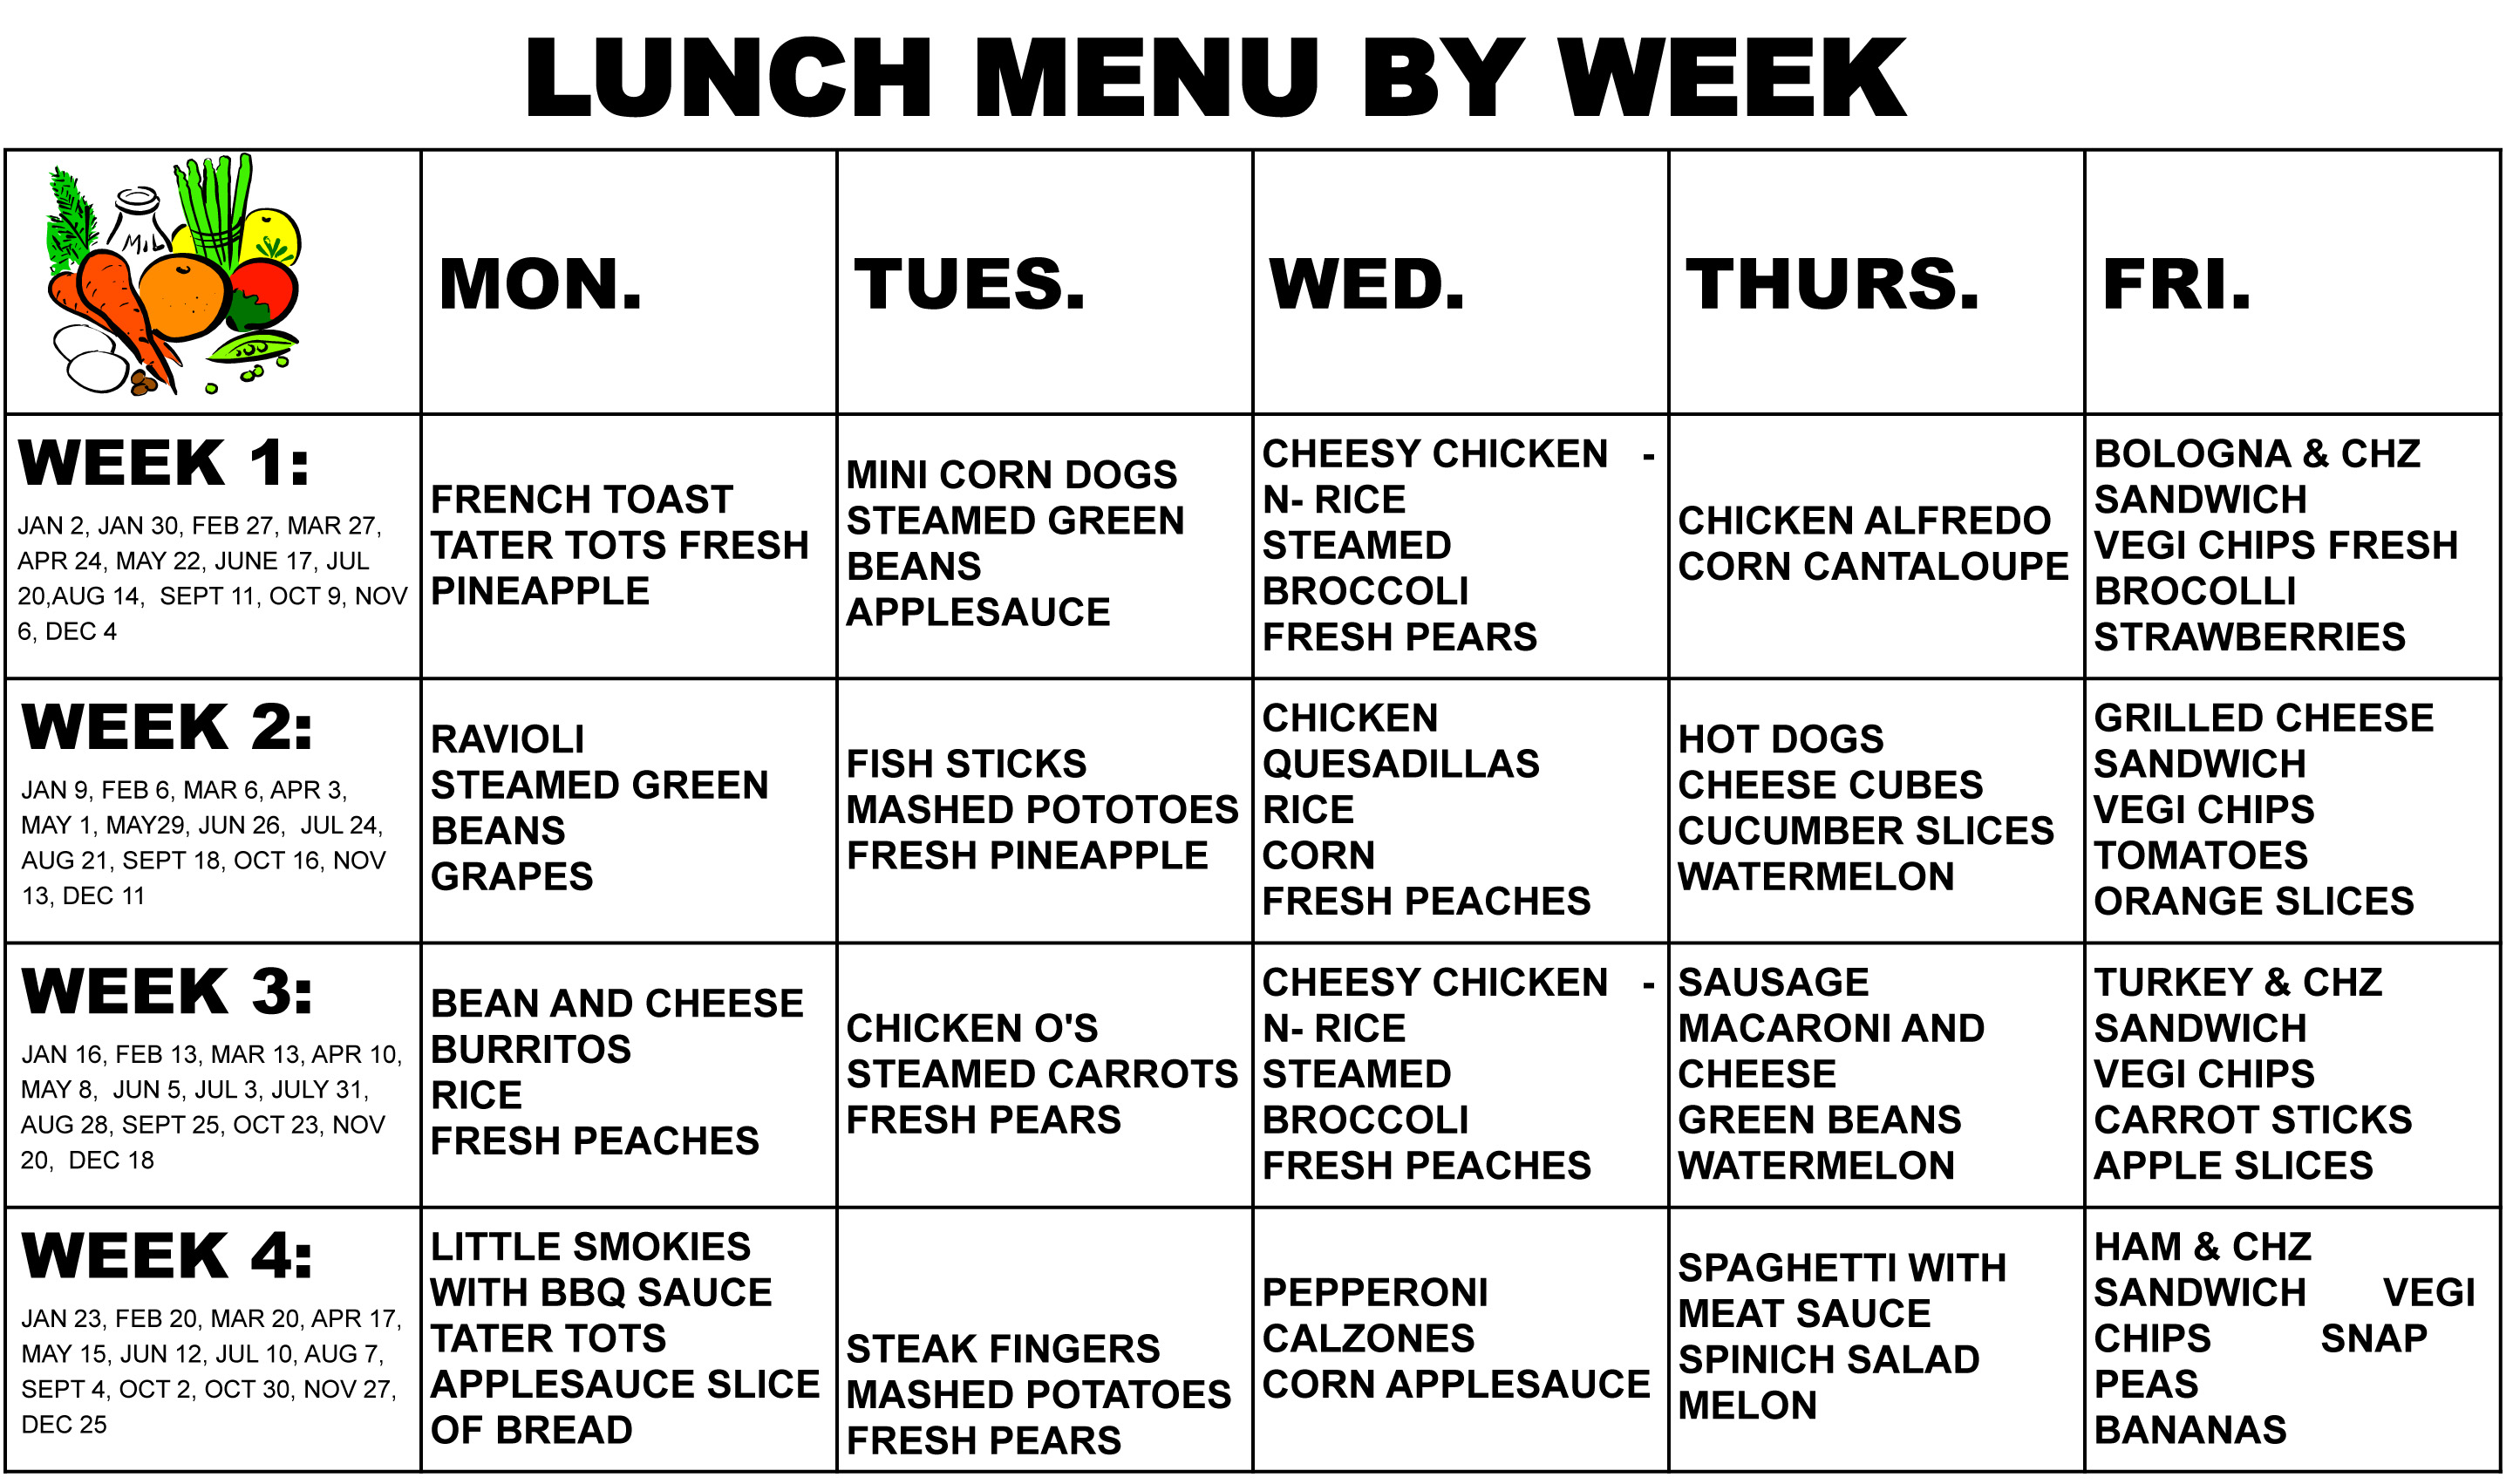 LUNCH MENU BY WEEK
MIL
MON.
TUES.
WED.
THURS.
FRI.
WEEK 1:
JAN 2, JAN 30, FEB 27, MAR 27,
APR 24, MAY 22, JUNE 17, JUL
20,AUG 14, SEPT 11, OCT 9, NOV
6, DEC 4
FRENCH TOAST
TATER TOTS FRESH
PINEAPPLE
MINI CORN DOGS
STEAMED GREEN
BEANS
APPLESAUCE
CHEESY CHICKEN -
N- RICE
STEAMED
BROCCOLI
FRESH PEARS
CHICKEN ALFREDO
CORN CANTALOUPE
BOLOGNA & CHZ
SANDWICH
VEGI CHIPS FRESH
BROCOLLI
STRAWBERRIES
WEEK 2:
JAN 9, FEB 6, MAR 6, APR 3,
MAY 1, MAY29, JUN 26, JUL 24,
AUG 21, SEPT 18, OCT 16, NOV
13, DEC 11
RAVIOLI
STEAMED GREEN
BEANS
GRAPES
FISH STICKS
MASHED POTOTOES
FRESH PINEAPPLE
CHICKEN
QUESADILLAS
RICE
CORN
FRESH PEACHES
HOT DOGS
CHEESE CUBES
CUCUMBER SLICES
WATERMELON
GRILLED CHEESE
SANDWICH
VEGI CHIPS
TOMATOES
ORANGE SLICES
WEEK 3:
JAN 16, FEB 13, MAR 13, APR 10,
MAY 8, JUN 5, JUL 3, JULY 31,
AUG 28, SEPT 25, OCT 23, NOV
20, DEC 18
BEAN AND CHEESE
BURRITOS
RICE
FRESH PEACHES
CHICKEN O'S
STEAMED CARROTS
FRESH PEARS
CHEESY CHICKEN -
N- RICE
STEAMED
BROCCOLI
FRESH PEACHES
SAUSAGE
MACARONI AND
CHEESE
GREEN BEANS
WATERMELON
TURKEY & CHZ
SANDWICH
VEGI CHIPS
CARROT STICKS
APPLE SLICES
WEEK 4:
JAN 23, FEB 20, MAR 20, APR 17,
MAY 15, JUN 12, JUL 10, AUG 7,
SEPT 4, OCT 2, OCT 30, NOV 27,
DEC 25
LITTLE SMOKIES
WITH BBQ SAUCE
TATER TOTS
APPLESAUCE SLICE
OF BREAD
STEAK FINGERS
MASHED POTATOES
FRESH PEARS
PEPPERONI
CALZONES
CORN APPLESAUCE
SPAGHETTI WITH
MEAT SAUCE
SPINICH SALAD
MELON
HAM & CHZ
SANDWICH VEGI
CHIPS SNAP
PEAS
BANANAS